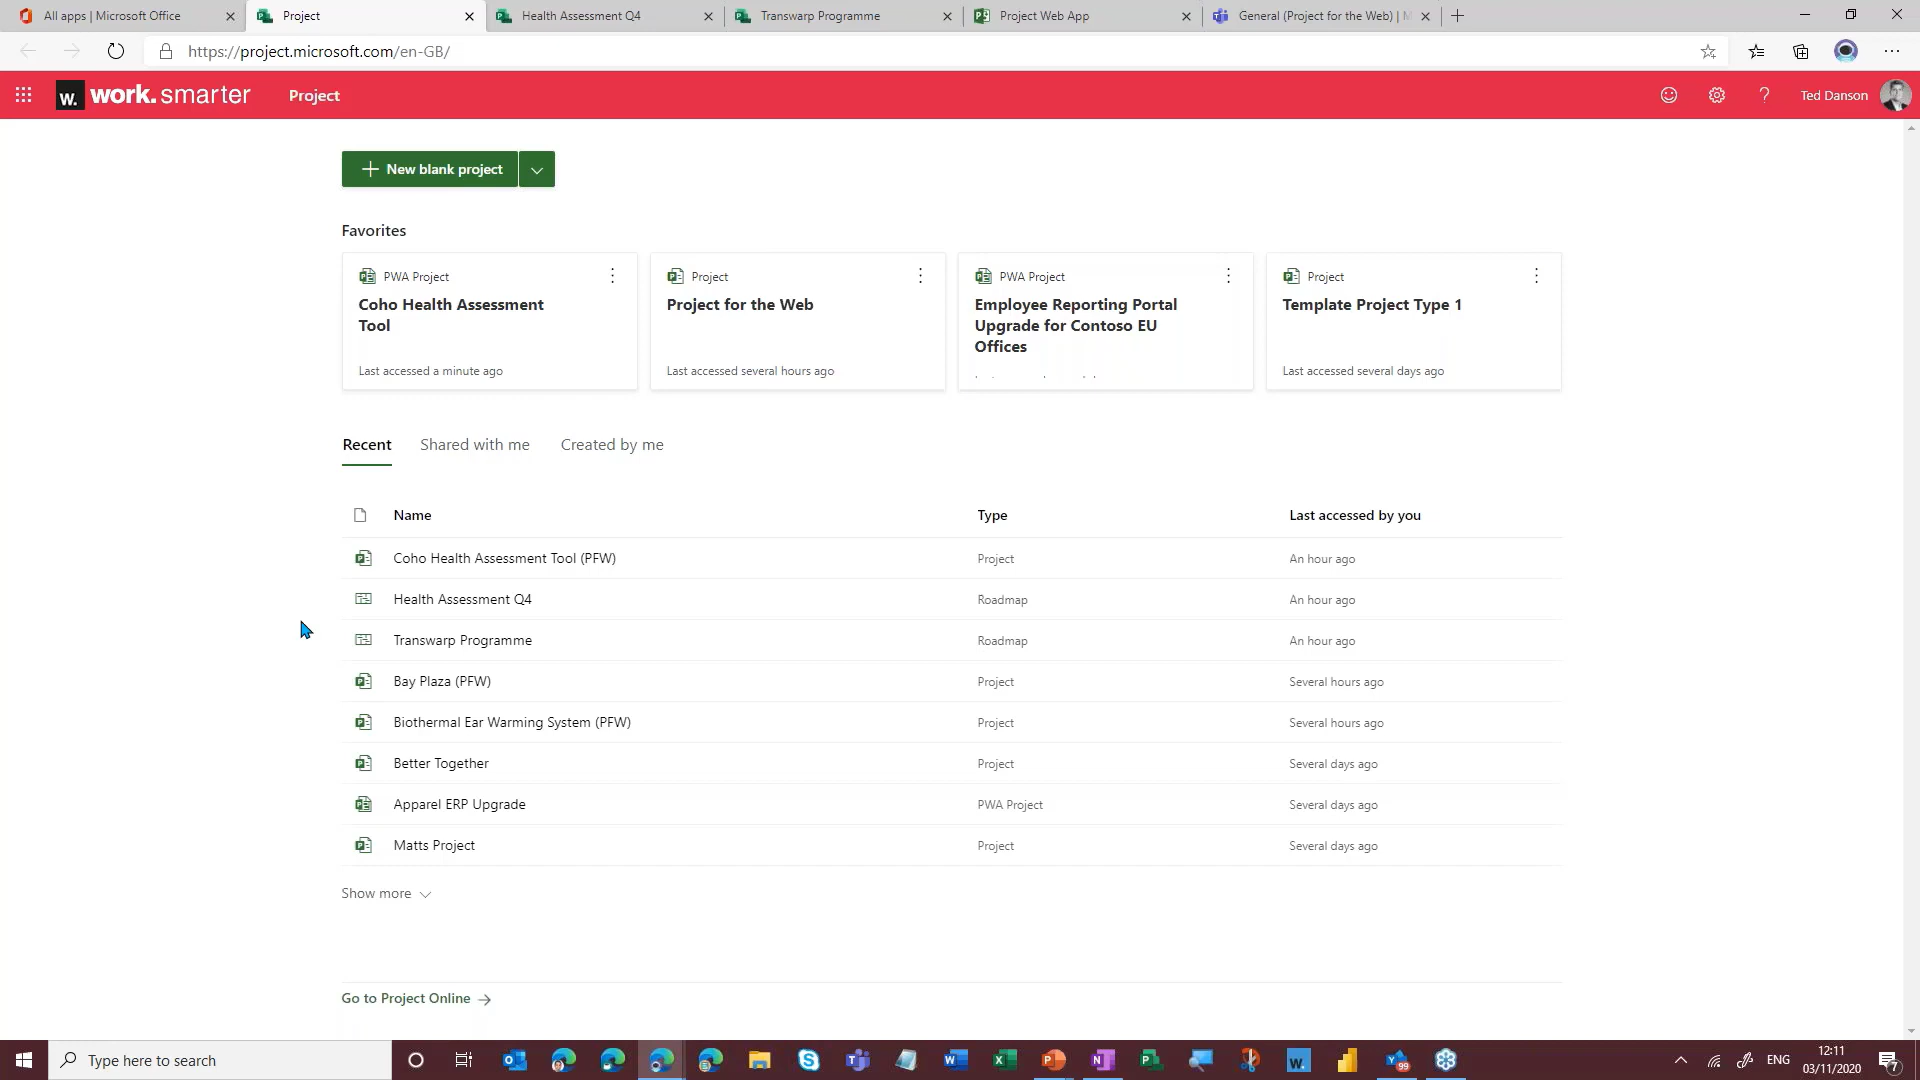 All apps | Microsoft Office
Project
Health Assessment Q4
Transwarp Programme
Project Web App
General (Project for the Web) | M
https://project.microsoft.com/en-GB/
w. work. smarter
Project
Ted Danson
New blank project
Favorites
PWA Project
Coho Health Assessment
Tool
Last accessed a minute ago
Project
Project for the Web
Last accessed several hours ago
PWA Project
Employee Reporting Portal
Upgrade for Contoso EU
Offices
Project
Template Project Type 1
Last accessed several days ago
Recent Shared with me Created by me
Name Type Last accessed by you
Coho Health Assessment Tool (PFW) Project An hour ago
Health Assessment Q4 Roadmap An hour ago
Transwarp Programme Roadmap An hour ago
Bay Plaza (PFW) Project Several hours ago
Biothermal Ear Warming System (PFW) Project Several hours ago
Better Together Project Several days ago
Apparel ERP Upgrade PWA Project Several days ago
Matts Project Project Several days ago
Show more
Go to Project Online
Type here to search
99
ENG
12:11
03/11/2020
7